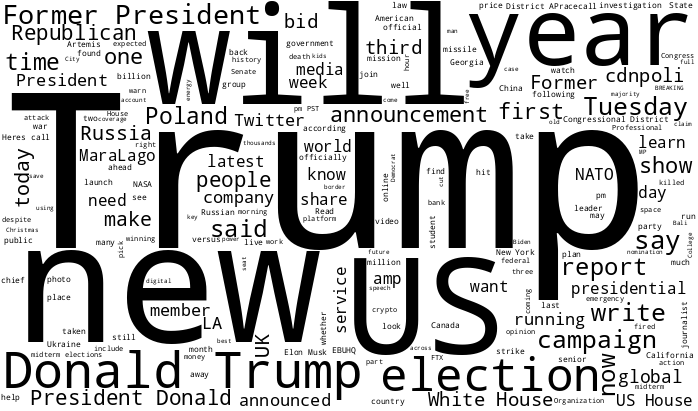 Former President
will
year
bid
law
American
official
price
District
APracecall
investigation
State
Republican
Artemis
found
expected
City
kids
back
history
government
death
Senate
third
mission
hour
man
missile
Georgia
case
watch
Congress
full
time
one
billion
energy
group
media
week
join
well
free
China
Former
following
cdnpoli
majority
BREAKING
President
warn
account
pm
PST
come
announcement
first
Tuesday
old
Congressional District
claim
Professional
attack
war
House
two
coverage
Poland
Twitter
according
Heres
call
Russia
right
thousands
officially
world
take
learn
MP
today
MaraLago
ahead
latest
people
know
border
online
Democrat
find
cut
hit
NATO
show
killed
launch
NASA
company
share
bank
pm
day
save
need
see
key
Russian
morning
Read
platform
leader
may
space
run
Bali
using
Trump
despite
make
said
video
student
party
say
College
Christmas
public
many
pick
winning
versus
power
live
work
future
Biden
New York
federal
three
plan
nomination
much
news
us
chief
photo
digital
seat
million
amp
speech
want
coming
report
presidential
emergency
place
member
LA
service
whether
crypto
look
Canada
last
running
write
fired
journalist
taken
still
UK
best
Elon Musk
EBUHQ
across
opinion
campaign
Ukraine
midterm elections
include
month
money
away
part
FTX
strike
senior
now
California
action
global
midterm
Donald Trump
election
help
President Donald
announced
country
White House
Organization
US House